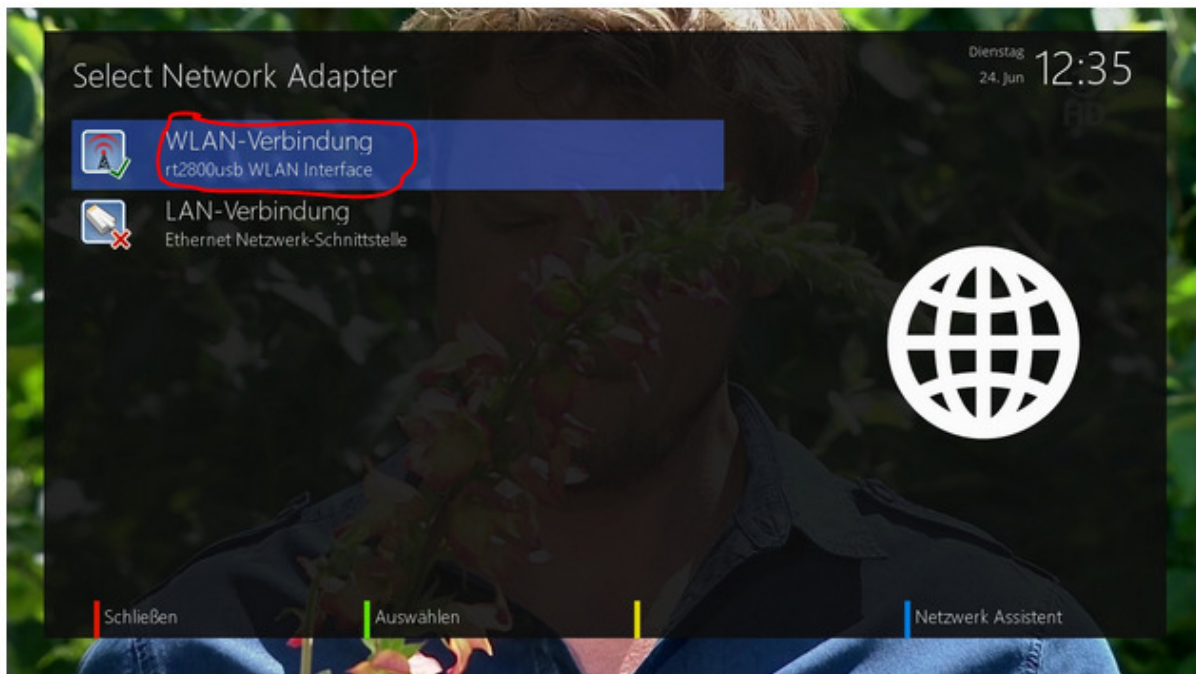 Select Network Adapter
Dienstag
24. Jun
12:35
WLAN-Verbindung
rt2800usb WLAN Interface
LAN-Verbindung
Ethernet Netzwerk-Schnittstelle
Schließen
Auswählen
Netzwerk Assistent